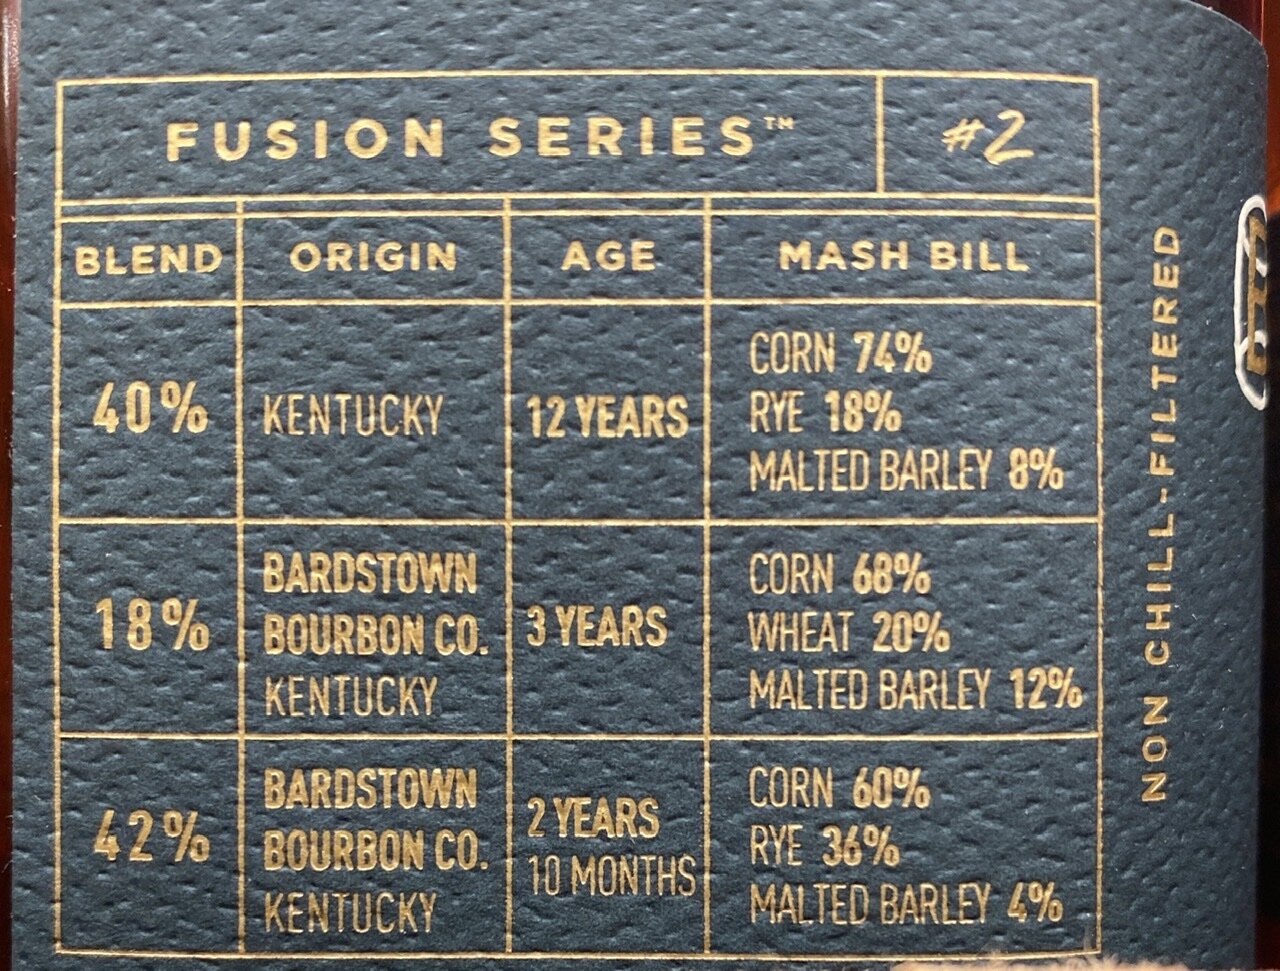 FUSION SERIES™ #2
BLEND ORIGIN AGE MASH BILL
40% KENTUCKY 12 YEARS
CORN 74%
RYE 18%
MALTED BARLEY 8%
18%
BARDSTOWN
BOURBON CO.
KENTUCKY
3 YEARS
CORN 68%
WHEAT 20%
MALTED BARLEY 12%
42%
BARDSTOWN
BOURBON CO.
KENTUCKY
2 YEARS
10 MONTHS
CORN 60%
RYE 36%
MALTED BARLEY 4%
NON CHILL-FILTERED